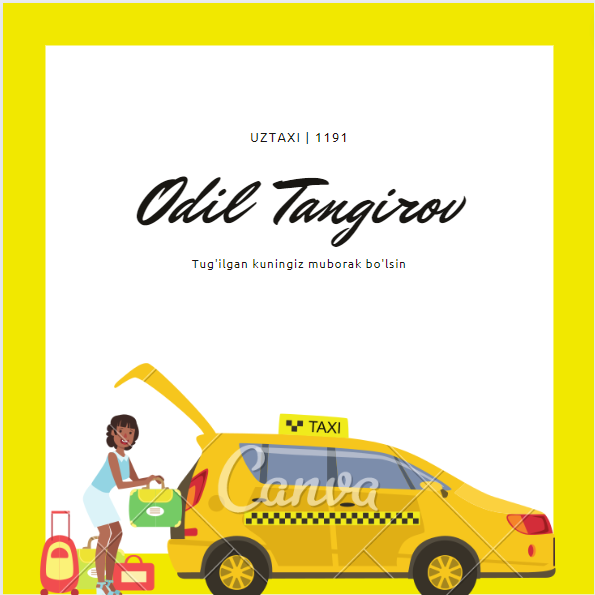 UZTAXI | 1191
Odil Tangirov
Tug'ilgan kuningiz muborak bo'lsin
TAXI
Canva